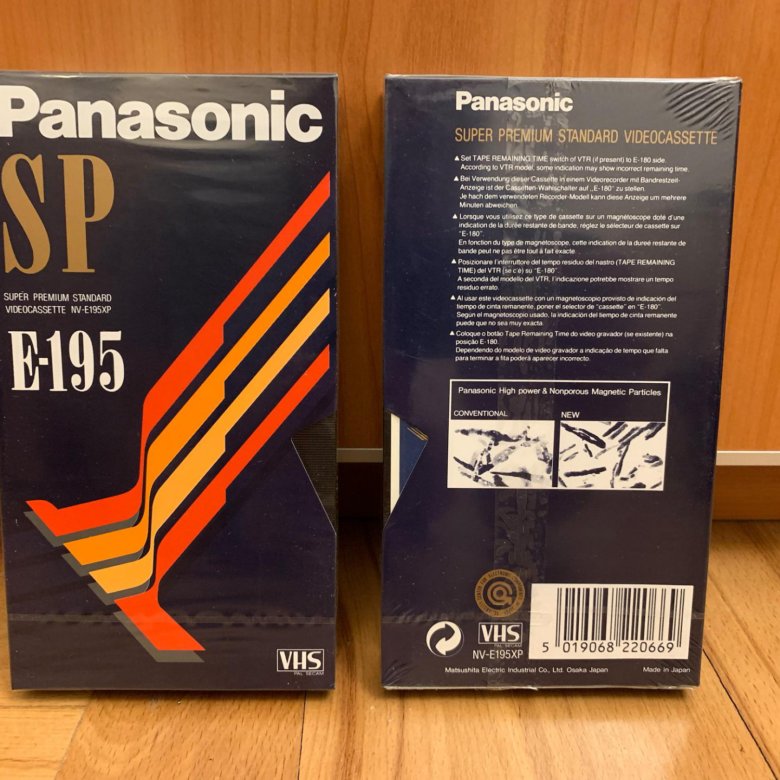 Panasonic
SP
SUPER PREMIUM STANDARD
VIDEOCASSETTE NV-E195XP
E-195
VHS
PAL SECAM
Panasonic
SUPER PREMIUM STANDARD VIDEOCASSETTE
▲ Set TAPE REMAINING TIME switch of VTR (if present) to E-180 side.
According to VTR model, some indication may show incorrect remaining time.
▲ Bei Verwendung dieser Cassette in einem Videorecorder mit Bandrestzeit-
Anzeige ist der Cassetten-Wahlschalter auf „E-180" zu stellen.
Je nach dem verwendeten Recorder-Modell kann diese Anzeige um mehrere
Minuten abweichen.
▲ Lorsque vous utilisez ce type de cassette sur un magnétoscope doté d'une
indication de la durée restante de bande, réglez le sélecteur de cassette sur
"E-180".
En fonction du type de magnétoscope, cette indication de la durée restante de
bande peut ne pas être tout à fait exacte.
▲ Posizionare l'interruttore del tempo residuo del nastro (TAPE REMAINING
TIME) del VTR (se c'è) su "E-180".
A seconda del modello del VTR, l'indicazione potrebbe mostrare un tempo
residuo errato.
▲ Al usar este videocassette con un magnetoscopio provisto de indicación del
tiempo de cinta remanente, poner el selector de "cassette" en "E-180".
Según el magnetoscopio usado, la indicación del tiempo de cinta remanente
puede que no sea muy exacta.
▲ Coloque o botão Tape Remaining Time do video gravador (se existente) na
posição E-180.
Dependendo do modelo de video gravador a indicação de tempo que falta
para terminar a fita poderá aparecer incorrecto.
Panasonic High power & Nonporous Magnetic Particles
CONVENTIONAL
NEW
VHS
PAL SECAM
NV-E195XP
5 019068 220669
Matsushita Electric Industrial Co., Ltd. Osaka Japan
Made in Japan